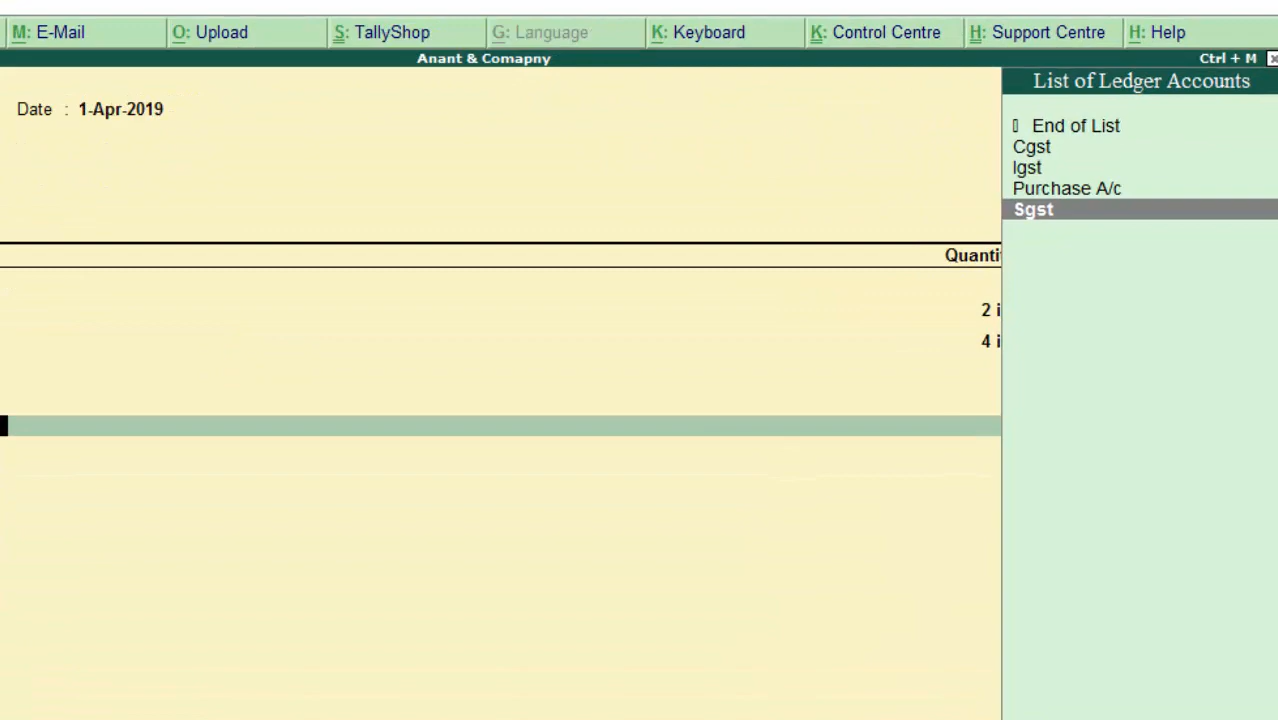 M: E-Mail O: Upload S: TallyShop G: Language K: Keyboard K: Control Centre H: Support Centre H: Help
Anant & Comapny Ctrl + M
List of Ledger Accounts
Date : 1-Apr-2019
End of List
Cgst
Igst
Purchase A/c
Sgst
Quanti
2 i
4 i